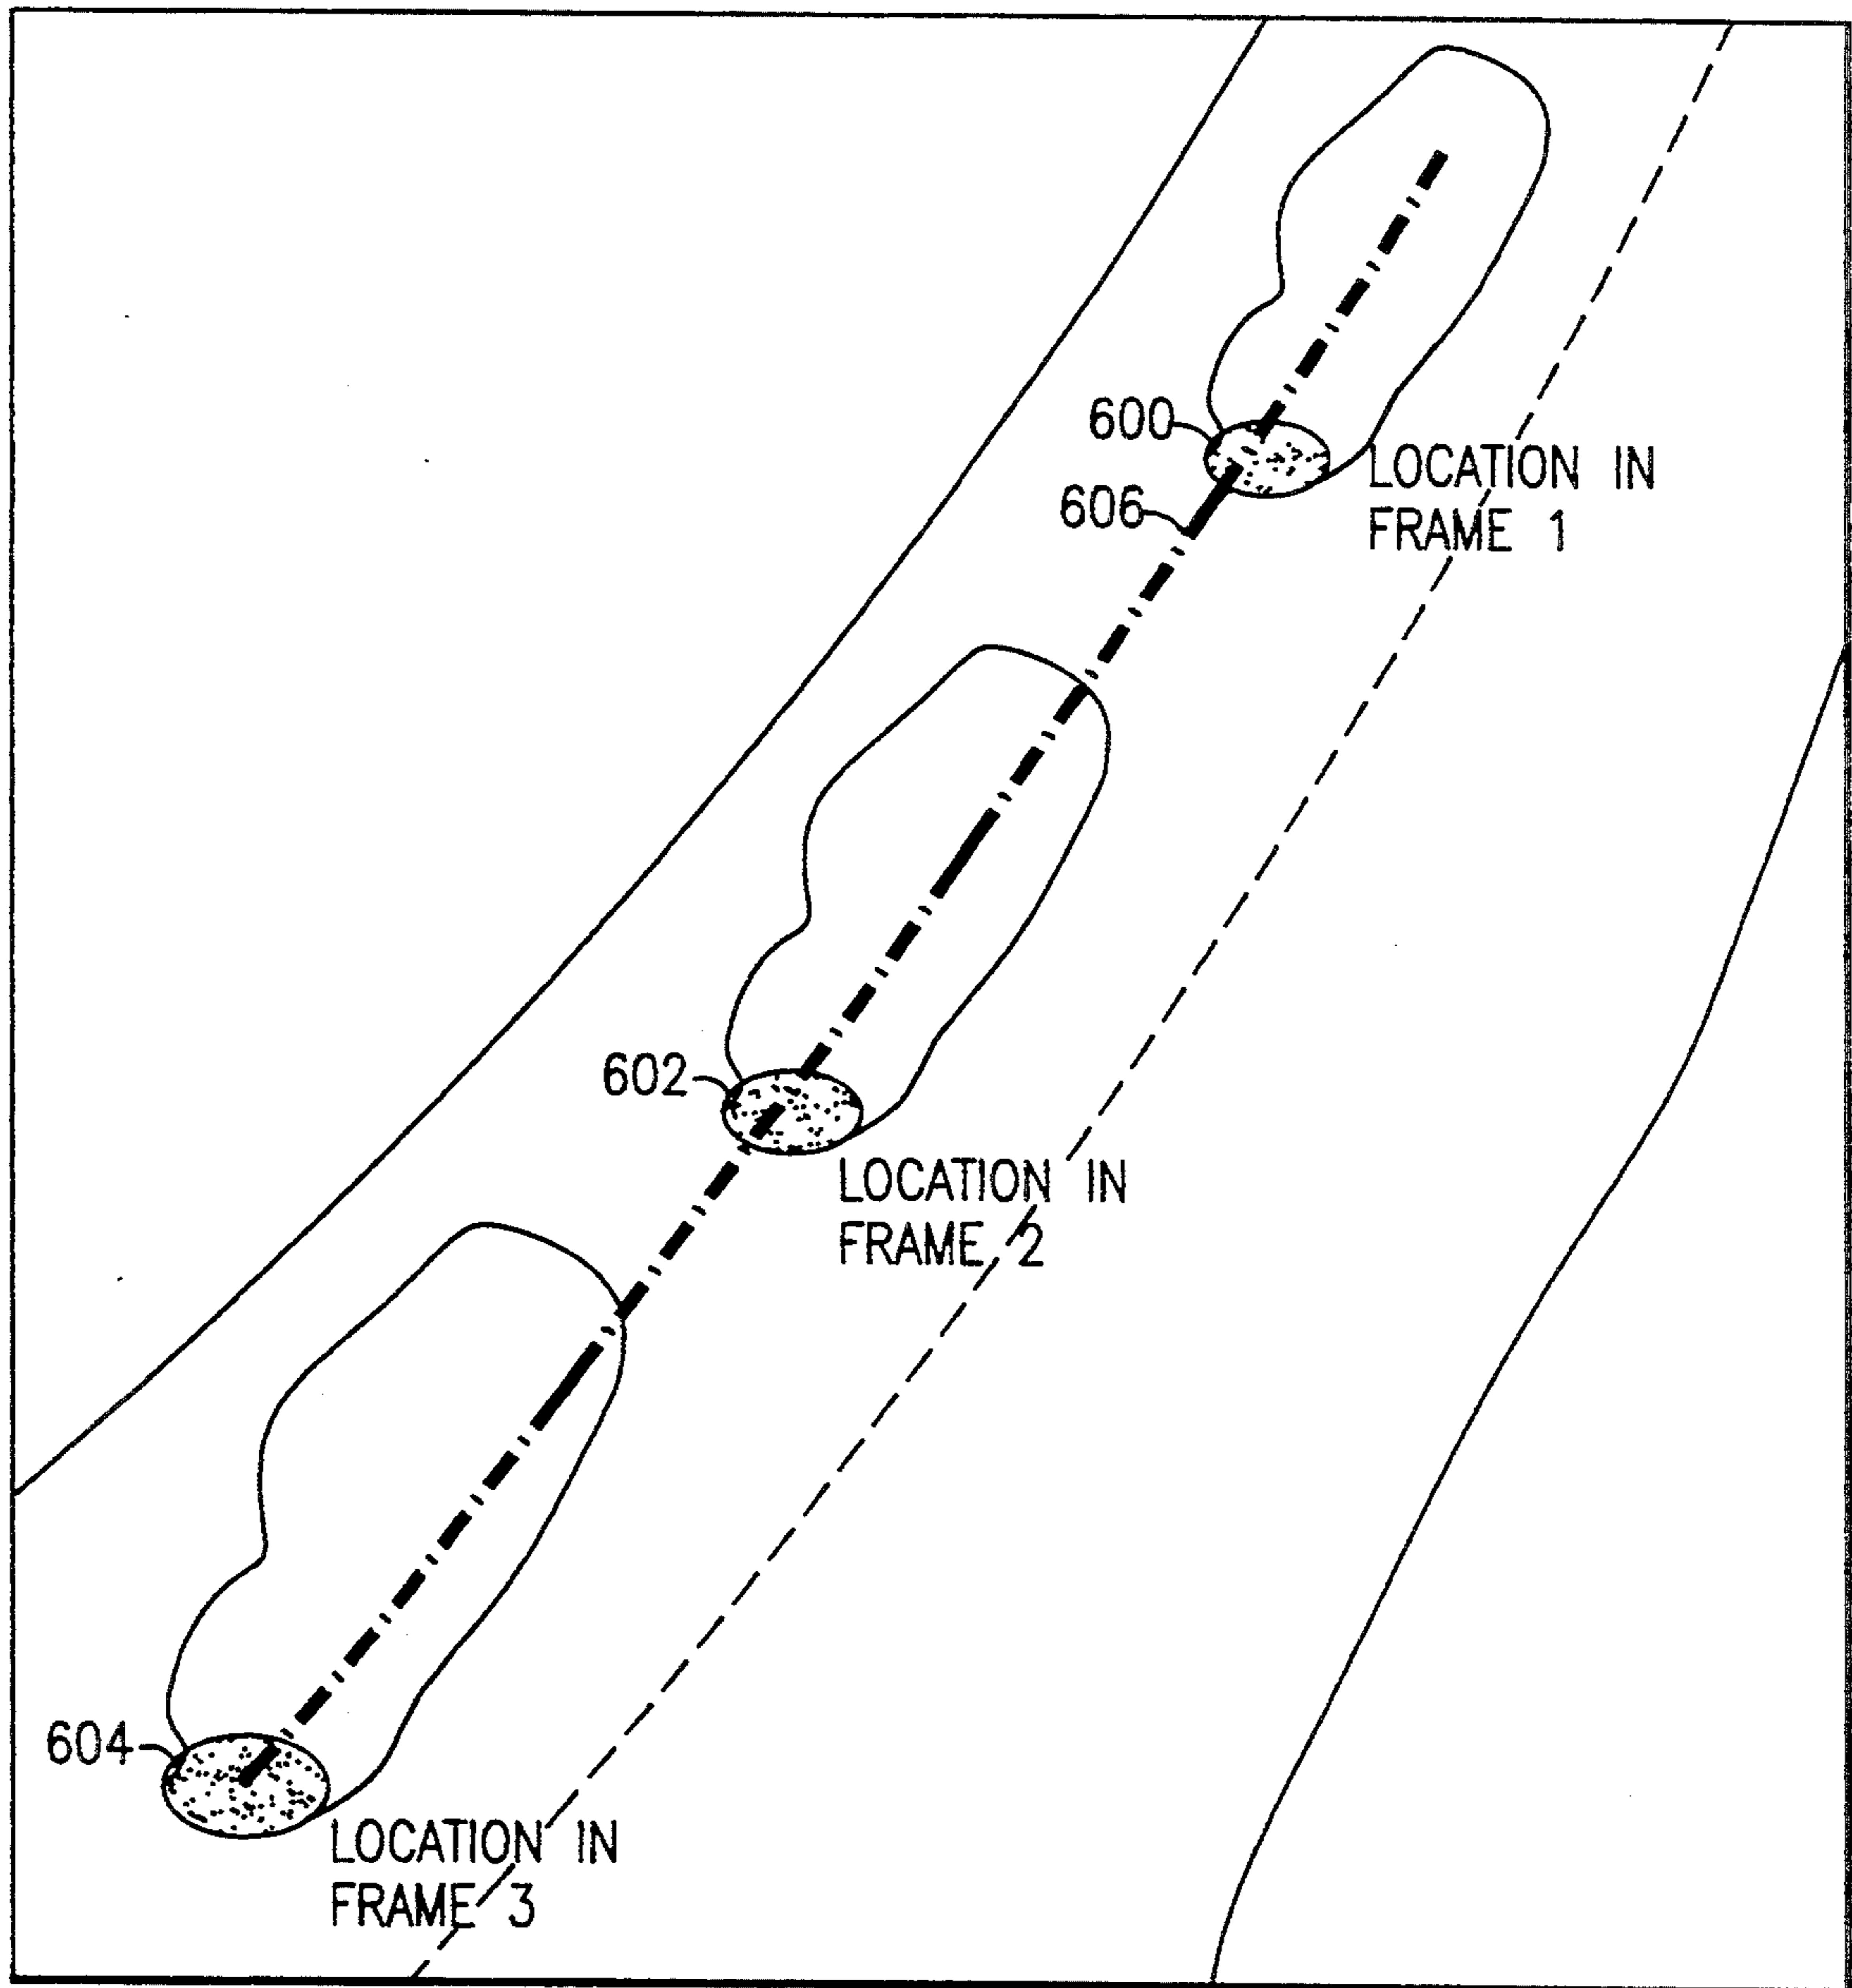 600
606
LOCATION IN
FRAME 1
602
LOCATION IN
FRAME 2
604
LOCATION IN
FRAME 3